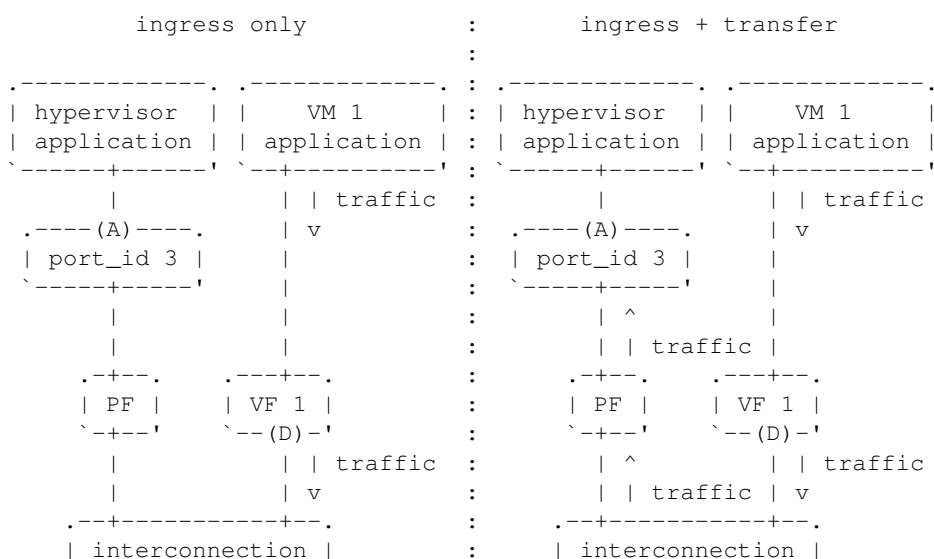 ingress only            :        ingress + transfer
                                 :
.-------------. .-------------. : .-------------. .-------------.
| hypervisor  | |    VM 1     | : | hypervisor  | |    VM 1     |
| application | | application | : | application | | application |
`------+------' `--+----------' : `------+------' `--+----------'
       |           | | traffic  :        |           | | traffic
 .----(A)----.     | v          :  .----(A)----.     | v
 | port_id 3 |     |            :  | port_id 3 |     |
 `-----+-----'     |            :  `-----+-----'     |
       |           |            :        | ^         |
       |           |            :        | | traffic |
     .-+--.    .---+--.         :      .-+--.    .---+--.
     | PF |    | VF 1 |         :      | PF |    | VF 1 |
     `-+--'    `--(D)-'         :      `-+--'    `--(D)-'
       |           | | traffic  :        | ^         | | traffic
       |           | v          :        | | traffic | v
    .--+-----------+--.         :     .--+-----------+--.
    | interconnection |         :     | interconnection |